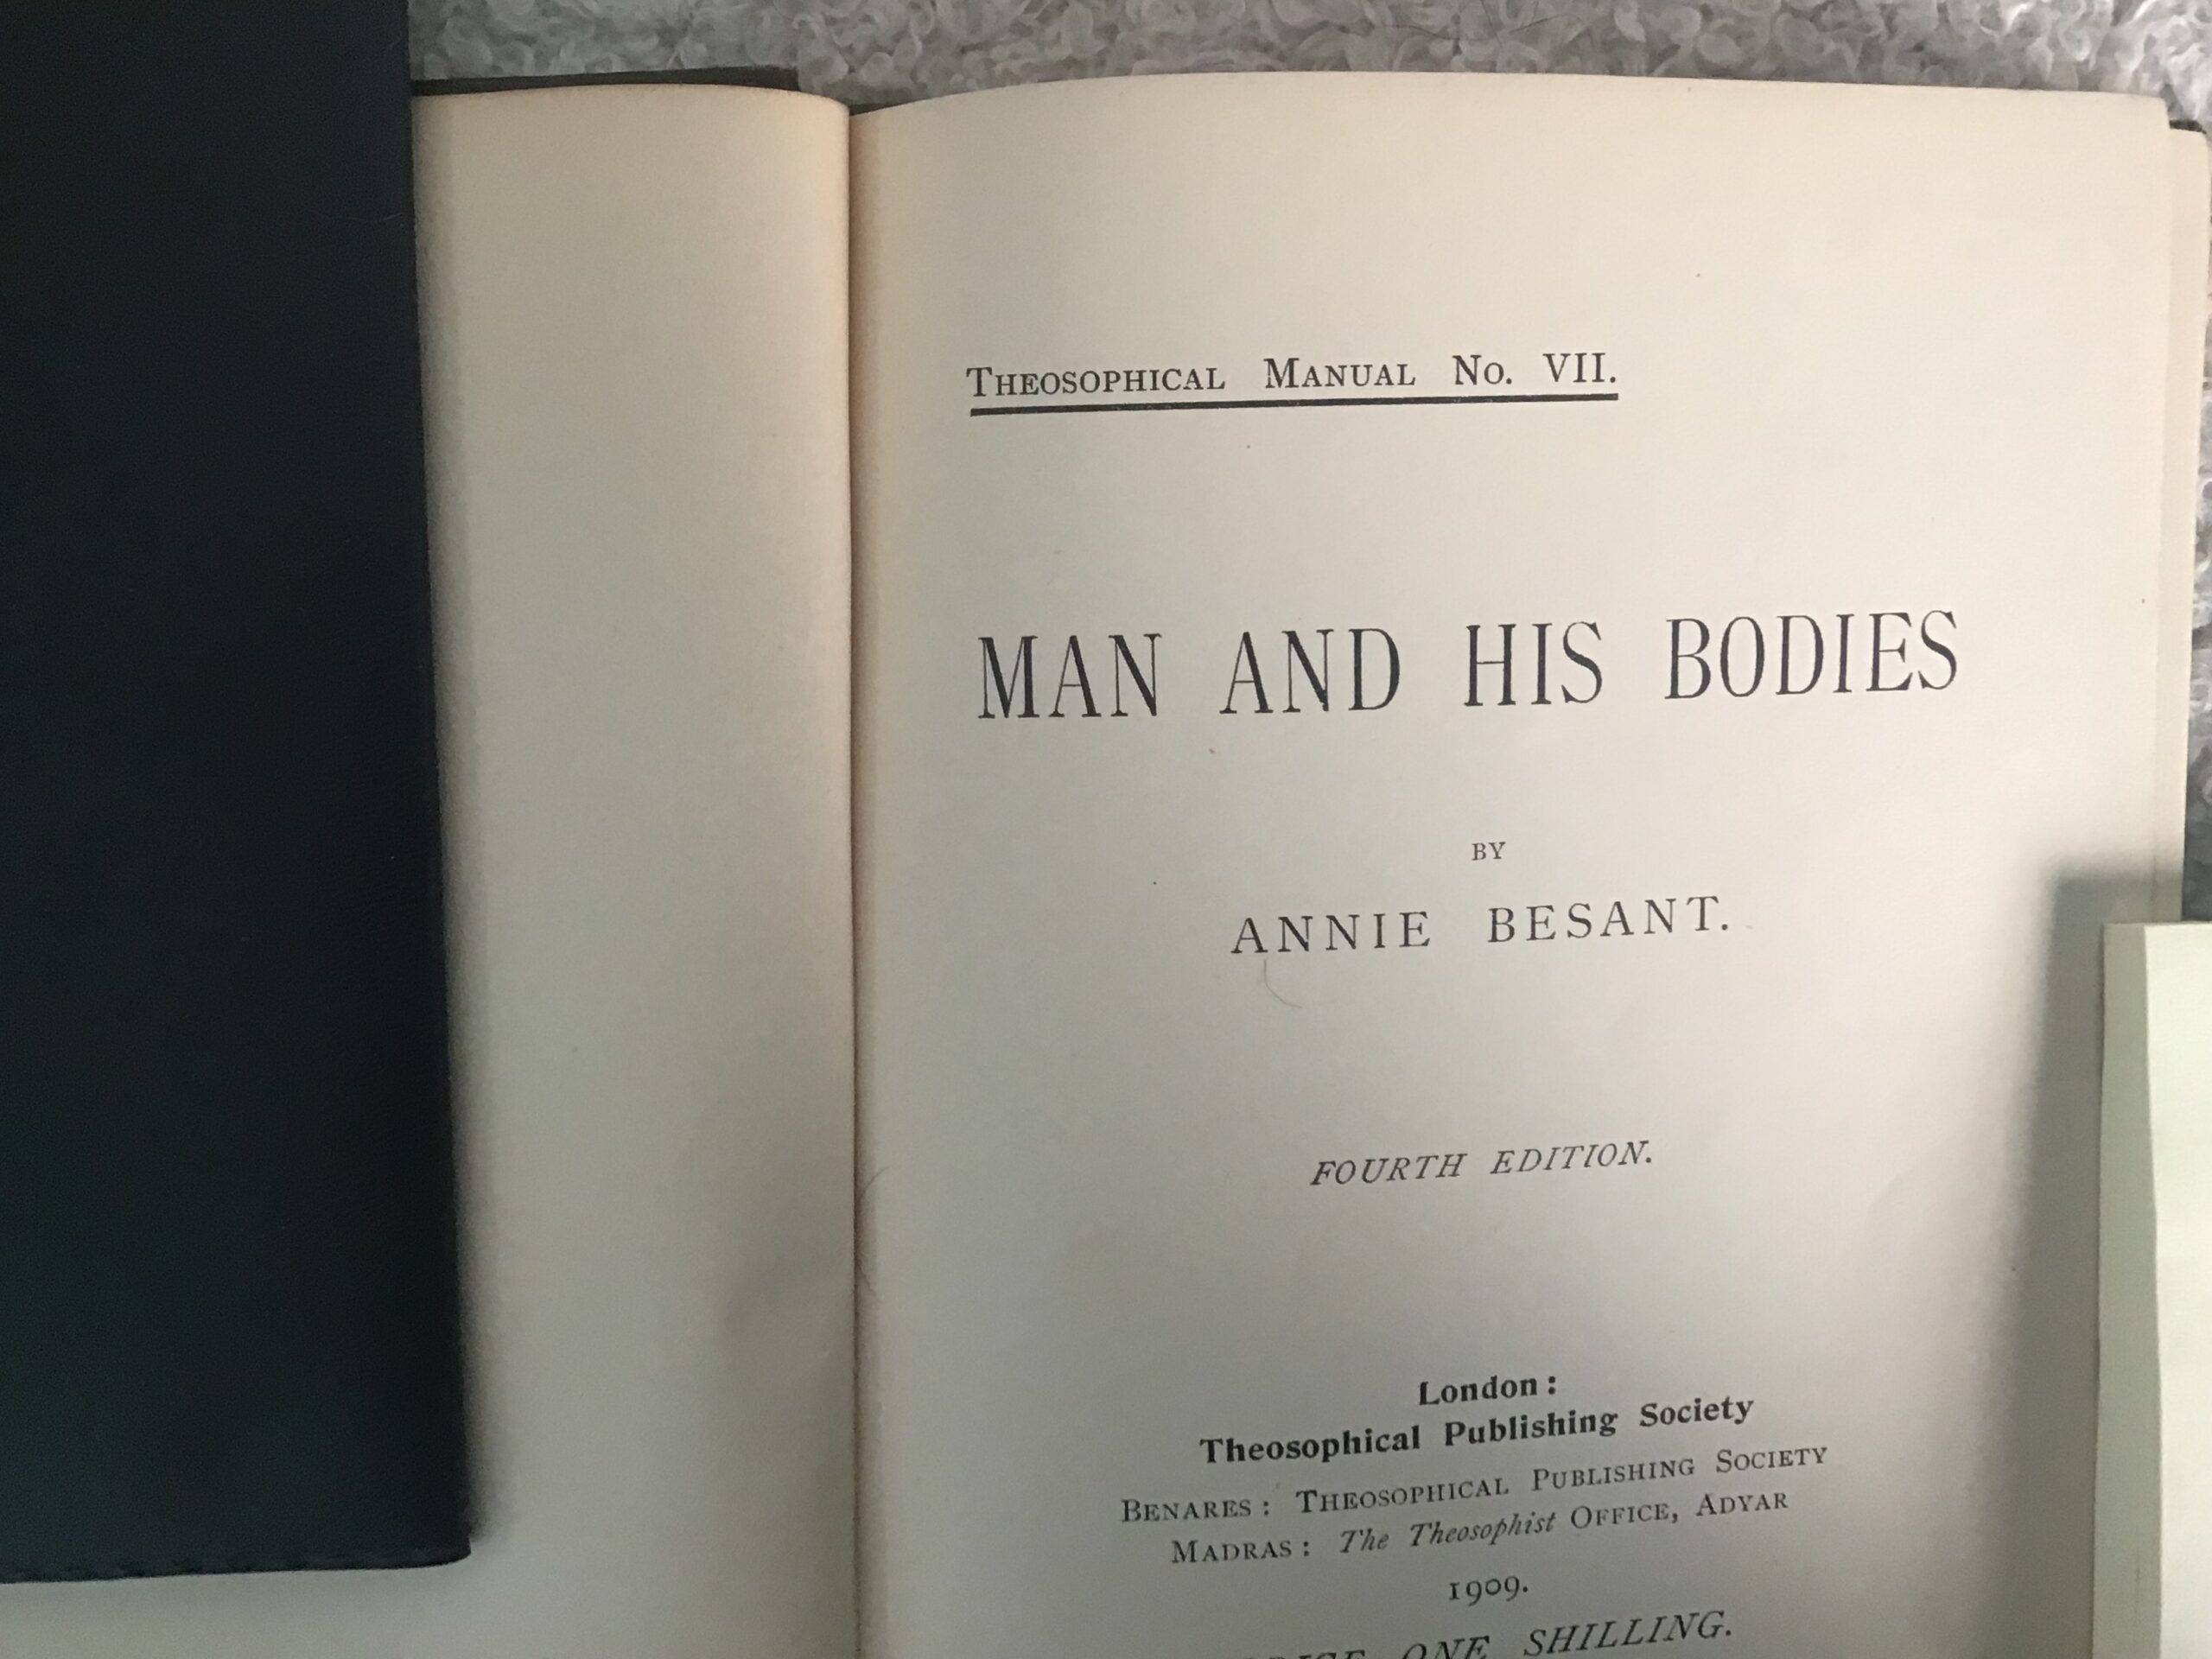 THEOSOPHICAL MANUAL No. VII.
MAN AND HIS BODIES
BY
ANNIE BESANT.
FOURTH EDITION.
London:
Theosophical Publishing Society
BENARES: THEOSOPHICAL PUBLISHING SOCIETY
MADRAS: The Theosophist OFFICE, ADYAR
1909.
ONE SHILLING.